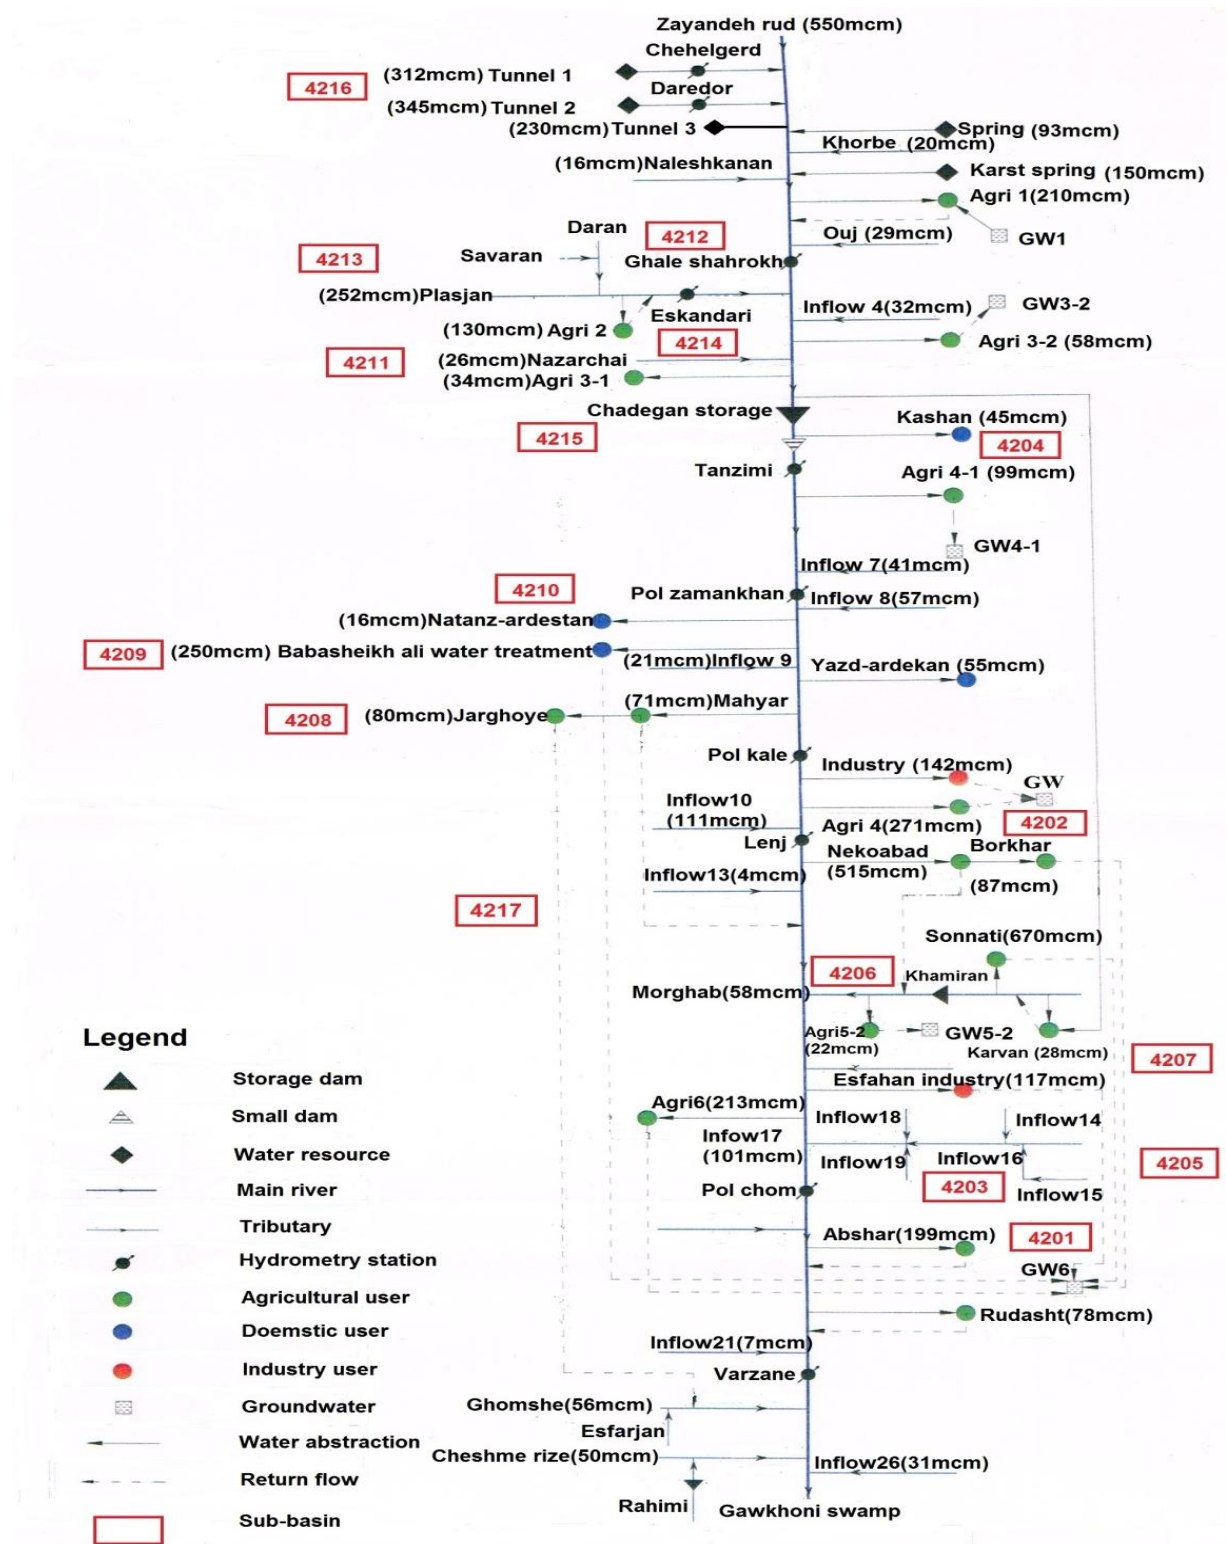 Zayandeh rud (550mcm)
Chehelgerd
4216
(312mcm) Tunnel 1
Daredor
(345mcm) Tunnel 2
(230mcm) Tunnel 3
Spring (93mcm)
Khorbe (20mcm)
(16mcm)Naleshkanan
Karst spring (150mcm)
Agri 1(210mcm)
Daran
4212
Ouj (29mcm)
GW1
4213
Savaran
Ghale shahrokh
(252mcm)Plasjan
Eskandari
Inflow 4(32mcm)
GW3-2
(130mcm) Agri 2
4214
Agri 3-2 (58mcm)
4211
(26mcm)Nazarchai
(34mcm)Agri 3-1
Chadegan storage
Kashan (45mcm)
4215
4204
Tanzimi
Agri 4-1 (99mcm)
GW4-1
Inflow 7(41mcm)
4210
Pol zamankhan
Inflow 8(57mcm)
(16mcm)Natanz-ardestan
4209
(250mcm) Babasheikh ali water treatment
(21mcm)Inflow 9
Yazd-ardekan (55mcm)
4208
(80mcm)Jarghoye
(71mcm)Mahyar
Pol kale
Industry (142mcm)
GW
Inflow10
(111mcm)
Agri 4(271mcm)
4202
Lenj
Nekoabad
(515mcm)
Borkhar
(87mcm)
Inflow13(4mcm)
4217
Sonnati(670mcm)
4206
Khamiran
Morghab(58mcm)
Agri5-2
(22mcm)
GW5-2
Karvan (28mcm)
4207
Esfahan industry(117mcm)
Agri6(213mcm)
Inflow18
Inflow14
Infow17
(101mcm)
Inflow19
Inflow16
4205
Pol chom
4203
Inflow15
Abshar(199mcm)
4201
GW6
Rudasht(78mcm)
Inflow21(7mcm)
Varzane
Ghomshe(56mcm)
Esfarjan
Cheshme rize(50mcm)
Inflow26(31mcm)
Rahimi
Gawkhoni swamp
Legend
Storage dam
Small dam
Water resource
Main river
Tributary
Hydrometry station
Agricultural user
Doemstic user
Industry user
Groundwater
Water abstraction
Return flow
Sub-basin